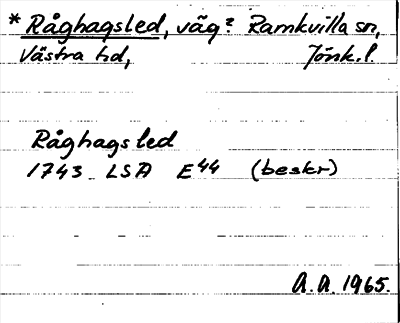 * Råghagsled, väg? Ramkvilla sn,
Västra hd, Jönk. l.
Råghagsled
1743 LSA E44 (beskr)
A. A. 1965.